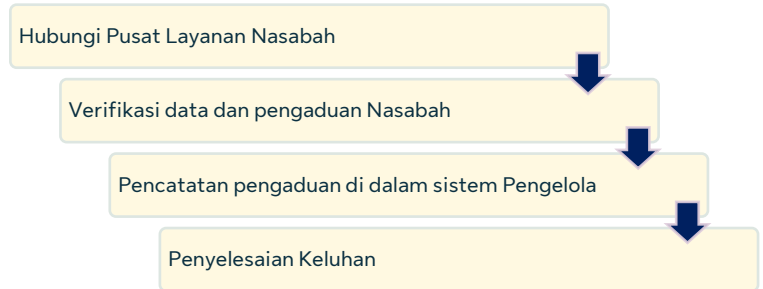 Hubungi Pusat Layanan Nasabah
Verifikasi data dan pengaduan Nasabah
Pencatatan pengaduan di dalam sistem Pengelola
Penyelesaian Keluhan